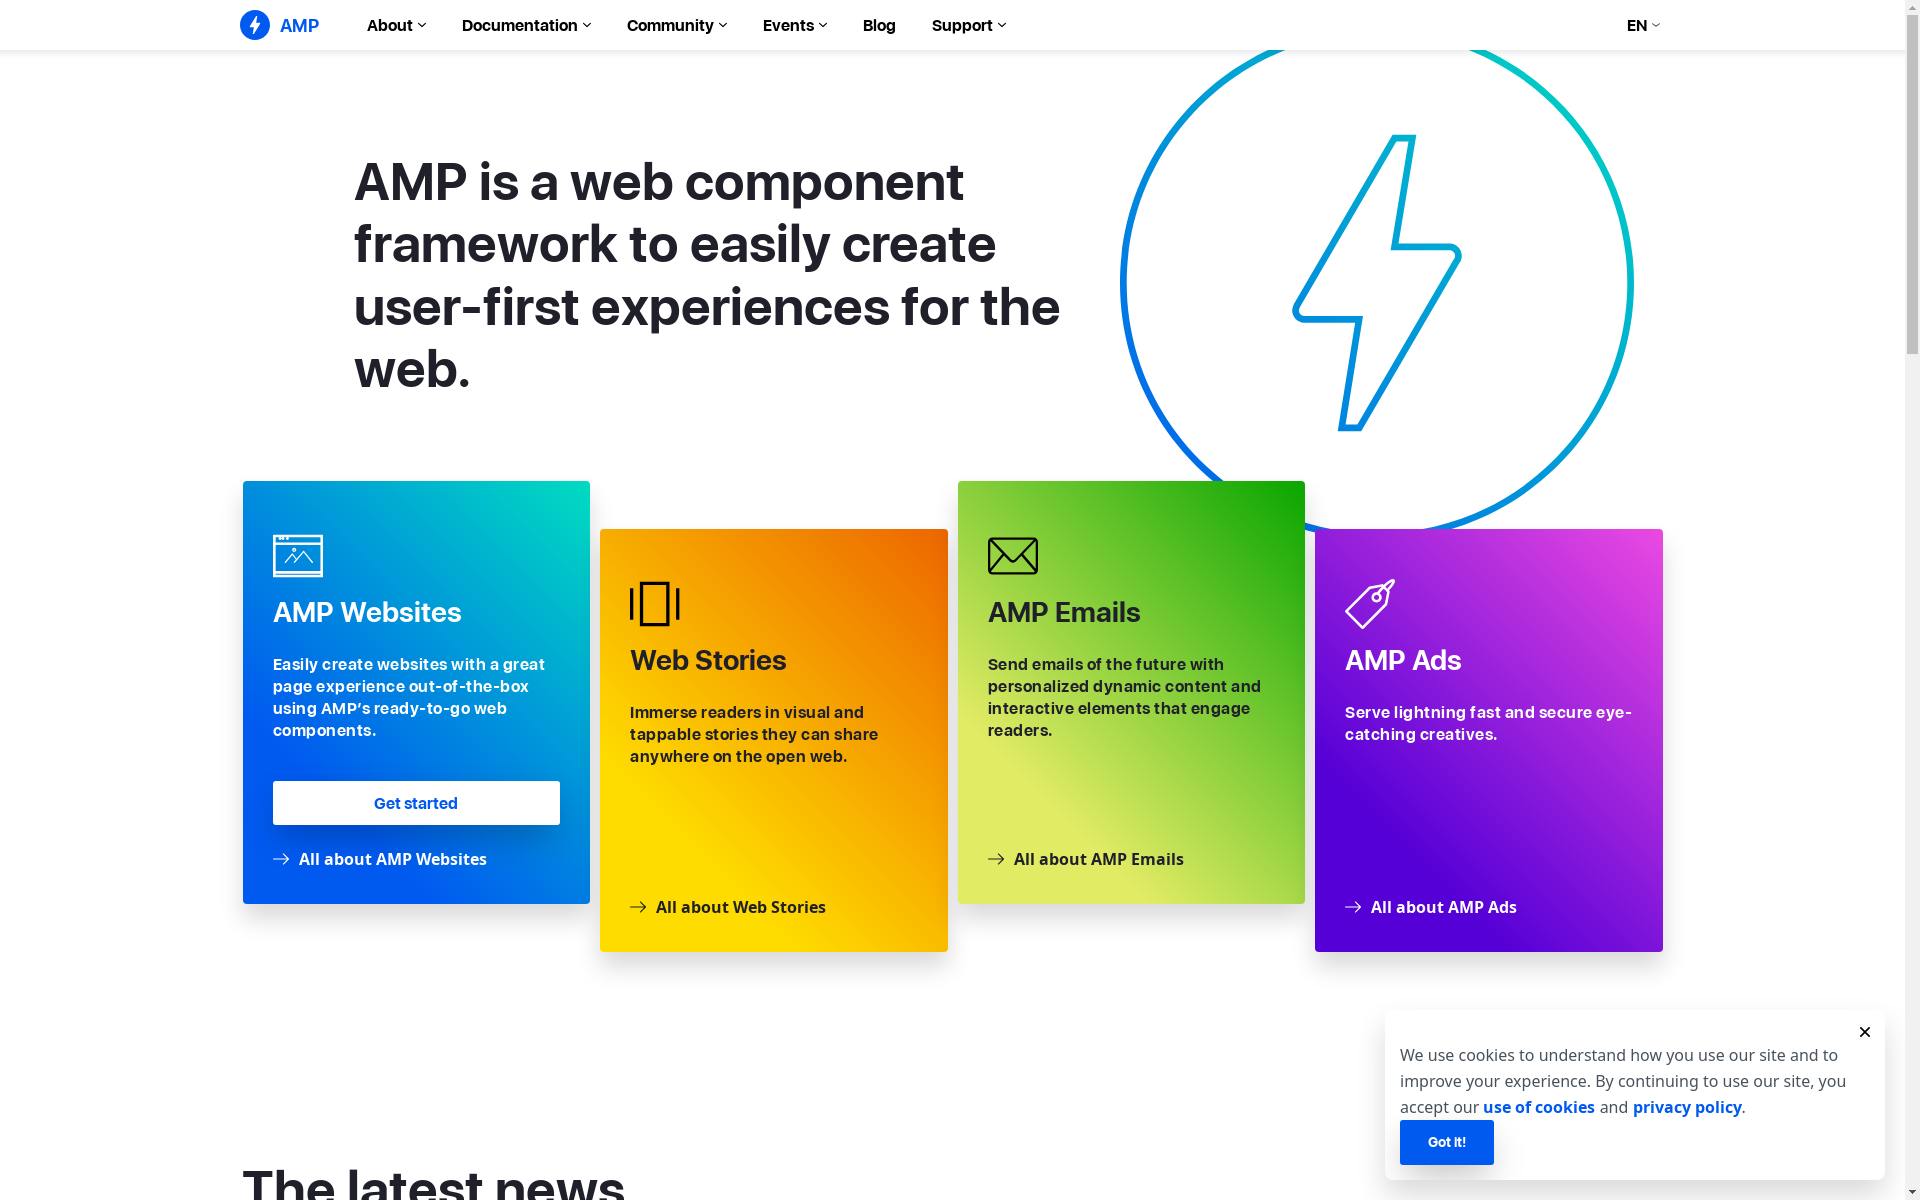 AMP
About
Documentation
Community
Events
Blog
Support
EN
AMP is a web component
framework to easily create
user-first experiences for the
web.
AMP Websites
Easily create websites with a great
page experience out-of-the-box
using AMP’s ready-to-go web
components.
Get started
All about AMP Websites
Web Stories
Immerse readers in visual and
tappable stories they can share
anywhere on the open web.
All about Web Stories
AMP Emails
Send emails of the future with
personalized dynamic content and
interactive elements that engage
readers.
All about AMP Emails
AMP Ads
Serve lightning fast and secure eye-
catching creatives.
All about AMP Ads
We use cookies to understand how you use our site and to
improve your experience. By continuing to use our site, you
accept our use of cookies and privacy policy.
Got it!
The latest news